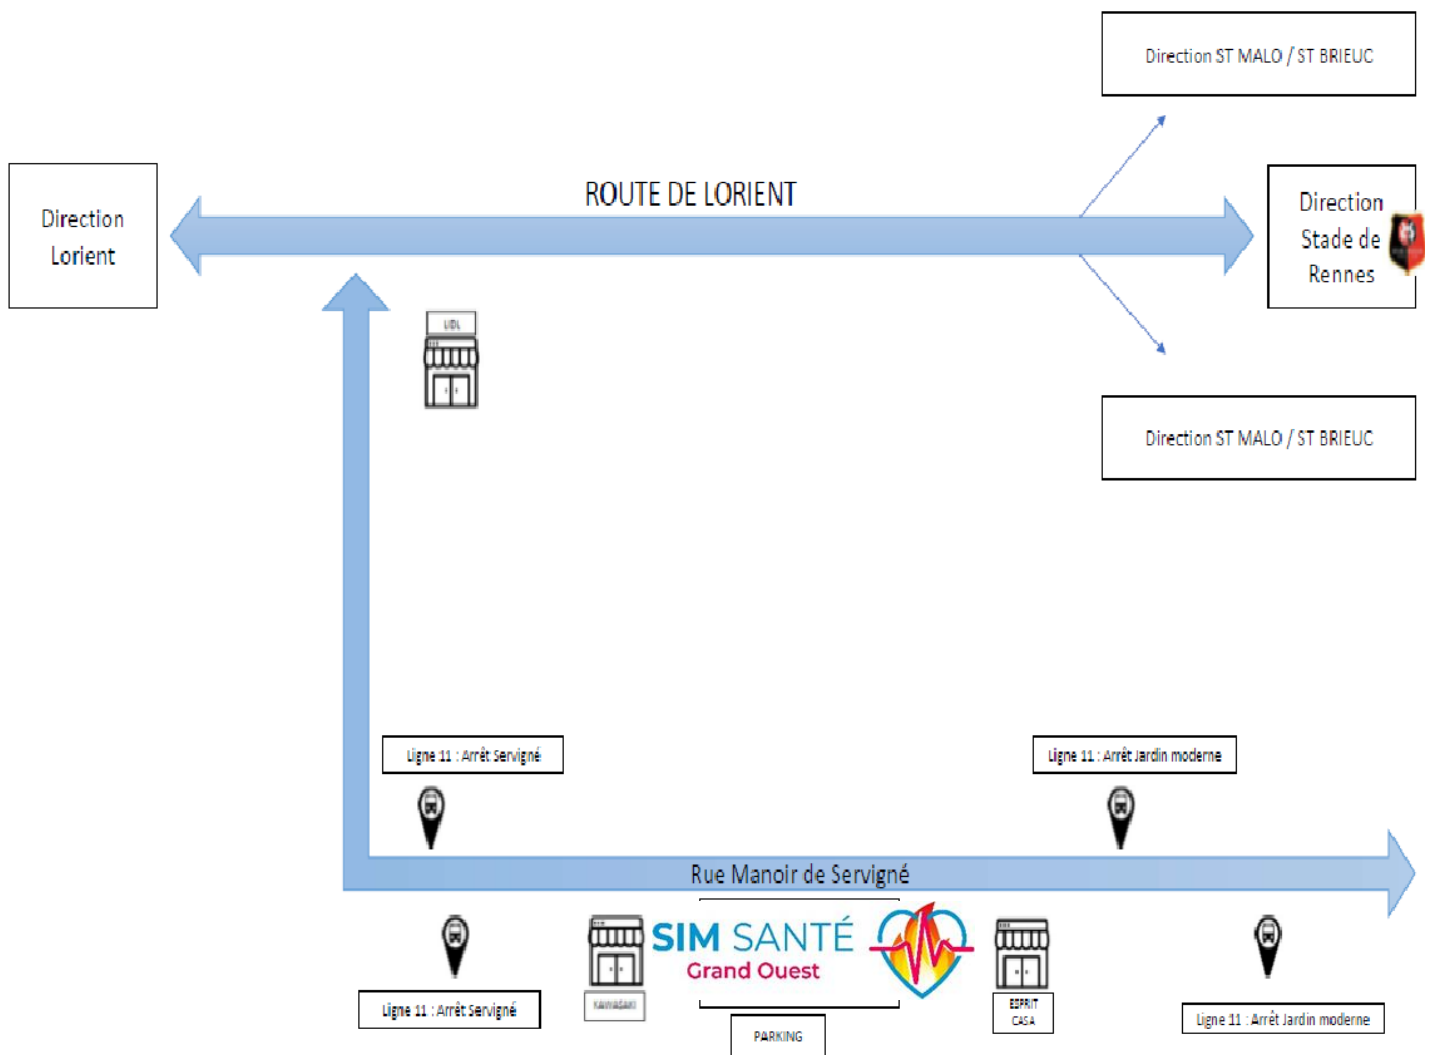 Direction ST MALO / ST BRIEUC
ROUTE DE LORIENT
Direction
Lorient
Direction
Stade de
Rennes
LIDL
Direction ST MALO / ST BRIEUC
Ligne 11 : Arrêt Servigné
Ligne 11 : Arrêt Jardin moderne
Rue Manoir de Servigné
SIM SANTÉ
Grand Ouest
KAWASAKI
ESPRIT
CASA
Ligne 11 : Arrêt Servigné
Ligne 11 : Arrêt Jardin moderne
PARKING